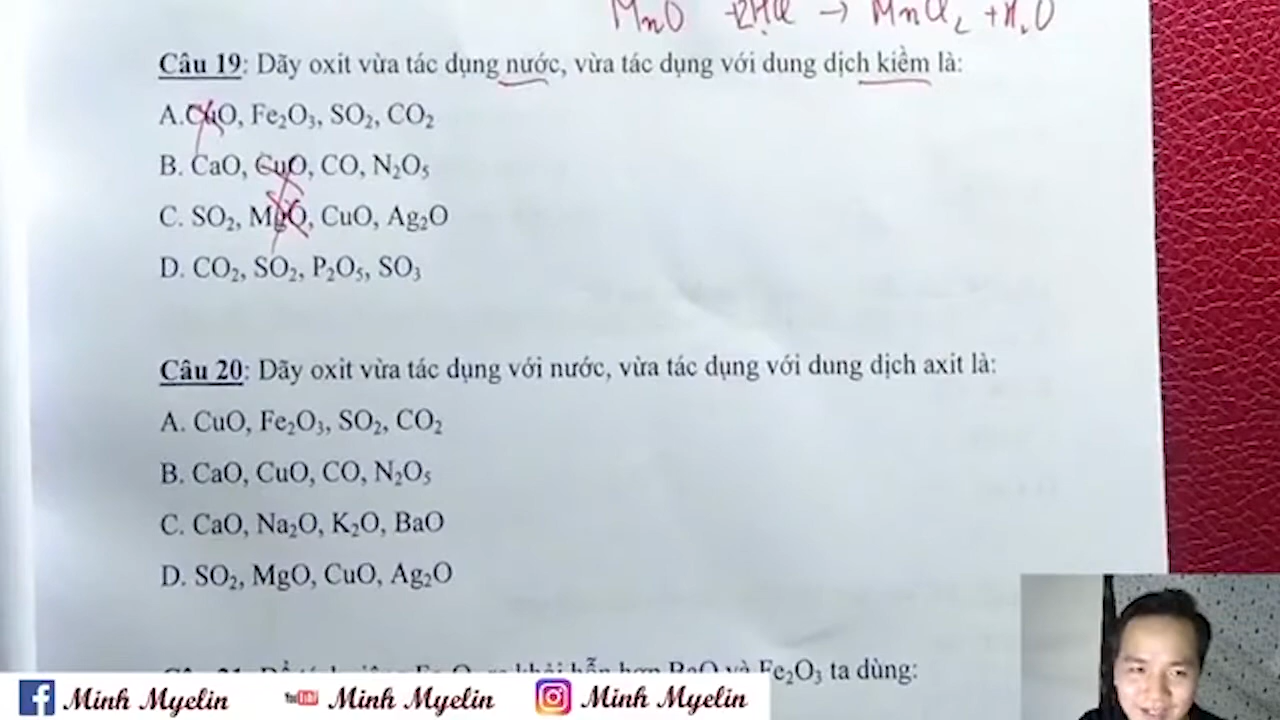 MnO + 2HCl → MnCl₂ + H₂O
Câu 19: Dãy oxit vừa tác dụng nước, vừa tác dụng với dung dịch kiềm là:
A.CuO, Fe₂O₃, SO₂, CO₂
B. CaO, CuO, CO, N₂O₅
C. SO₂, MgO, CuO, Ag₂O
D. CO₂, SO₂, P₂O₅, SO₃
Câu 20: Dãy oxit vừa tác dụng với nước, vừa tác dụng với dung dịch axit là:
A. CuO, Fe₂O₃, SO₂, CO₂
B. CaO, CuO, CO, N₂O₅
C. CaO, Na₂O, K₂O, BaO
D. SO₂, MgO, CuO, Ag₂O
khỏi hỗn hợp BaO và Fe₂O₃ ta dùng:
Minh Myelin YouTube Minh Myelin Minh Myelin